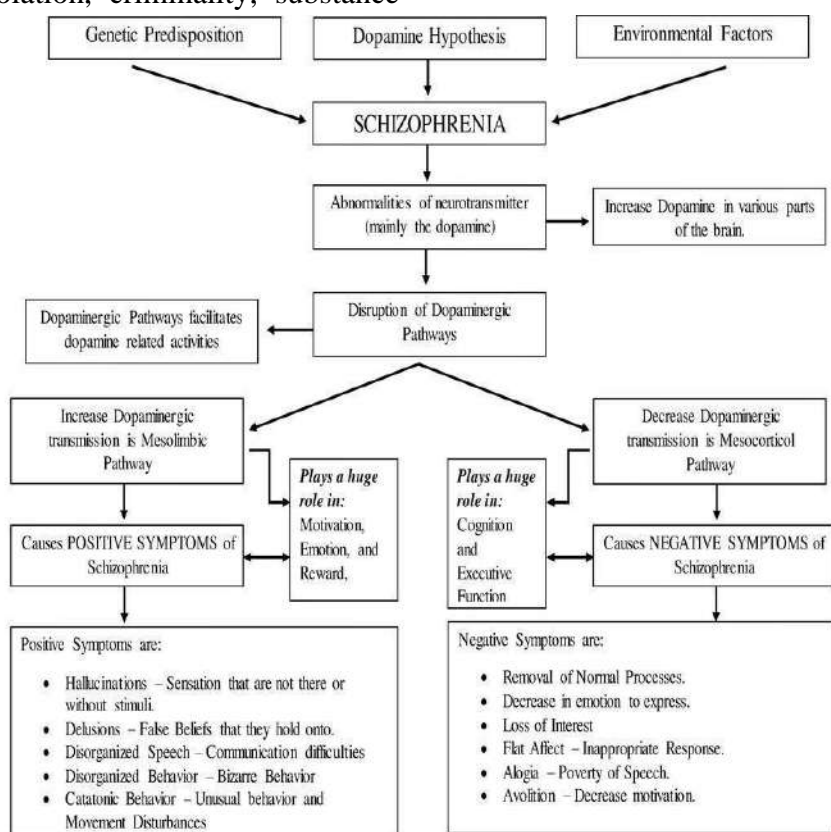 criminality, substance
Genetic Predisposition
Dopamine Hypothesis
Environmental Factors
SCHIZOPHRENIA
Abnormalities of neurotransmitter
(mainly the dopamine)
Increase Dopamine in various parts
of the brain.
Disruption of Dopaminergic
Pathways
Dopaminergic Pathways facilitates
dopamine related activities
Increase Dopaminergic
transmission is Mesolimbic
Pathway
Decrease Dopaminergic
transmission is Mesocorticol
Pathway
Plays a huge
role in:
Motivation,
Emotion, and
Reward,
Plays a huge
role in:
Cognition
and
Executive
Function
Causes POSITIVE SYMPTOMS of
Schizophrenia
Causes NEGATIVE SYMPTOMS of
Schizophrenia
Positive Symptoms are:
• Hallucinations – Sensation that are not there or
without stimuli.
• Delusions – False Beliefs that they hold onto.
• Disorganized Speech – Communication difficulties
• Disorganized Behavior – Bizarre Behavior
• Catatonic Behavior – Unusual behavior and
Movement Disturbances
Negative Symptoms are:
• Removal of Normal Processes.
• Decrease in emotion to express.
• Loss of Interest
• Flat Affect – Inappropriate Response.
• Alogia – Poverty of Speech.
• Avolition – Decrease motivation.